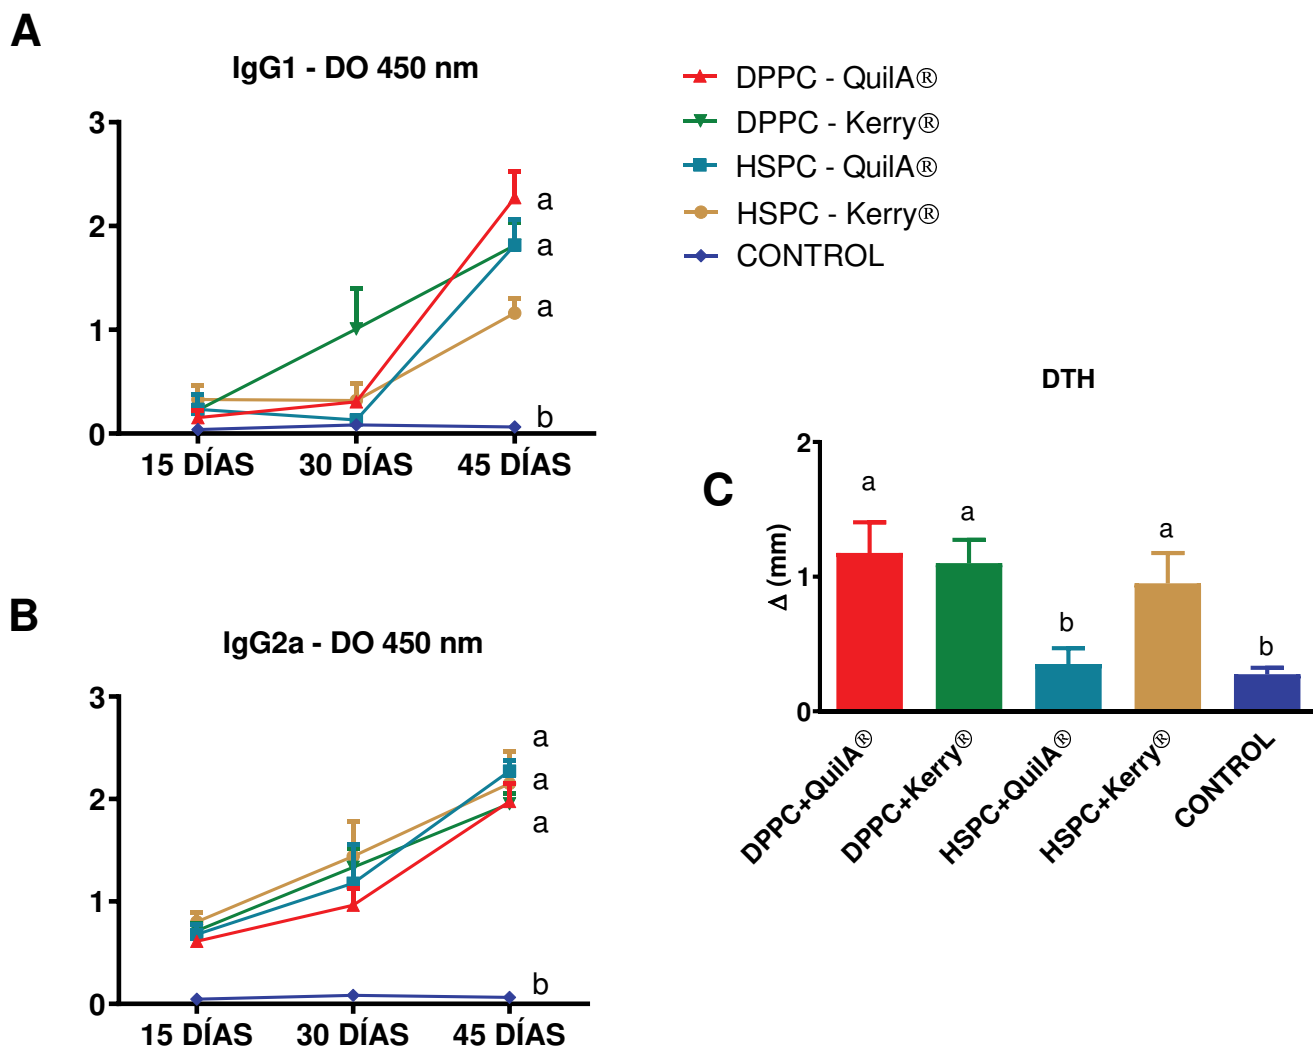 A
IgG1 - DO 450 nm
3
2
1
0
15 DÍAS
30 DÍAS
45 DÍAS
a
a
a
b
DPPC - QuilA®
DPPC - Kerry®
HSPC - QuilA®
HSPC - Kerry®
CONTROL
B
IgG2a - DO 450 nm
3
2
1
0
15 DÍAS
30 DÍAS
45 DÍAS
a
a
a
b
C
DTH
Δ (mm)
2
1
0
a
a
b
a
b
DPPC+QuilA®
DPPC+Kerry®
HSPC+QuilA®
HSPC+Kerry®
CONTROL